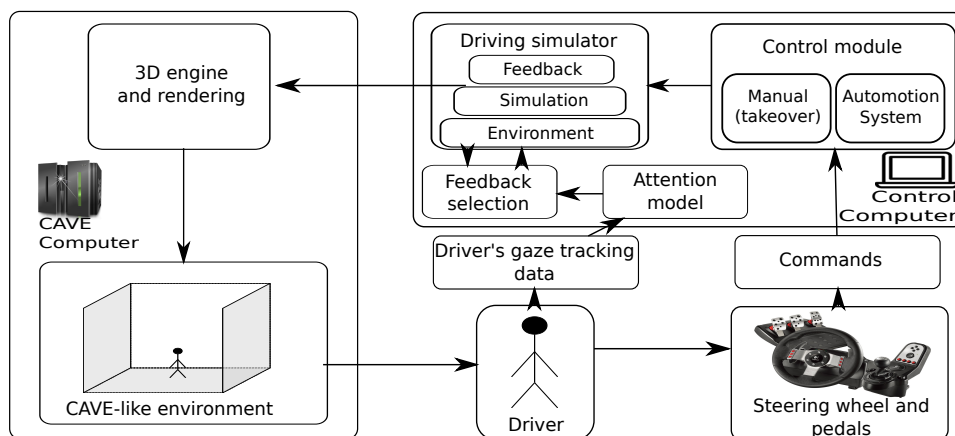 3D engine
and rendering
CAVE
Computer
CAVE-like environment
Driving simulator
Feedback
Simulation
Environment
Feedback
selection
Attention
model
Control module
Manual
(takeover)
Automotion
System
Control
Computer
Driver's gaze tracking
data
Commands
Driver
Steering wheel and
pedals